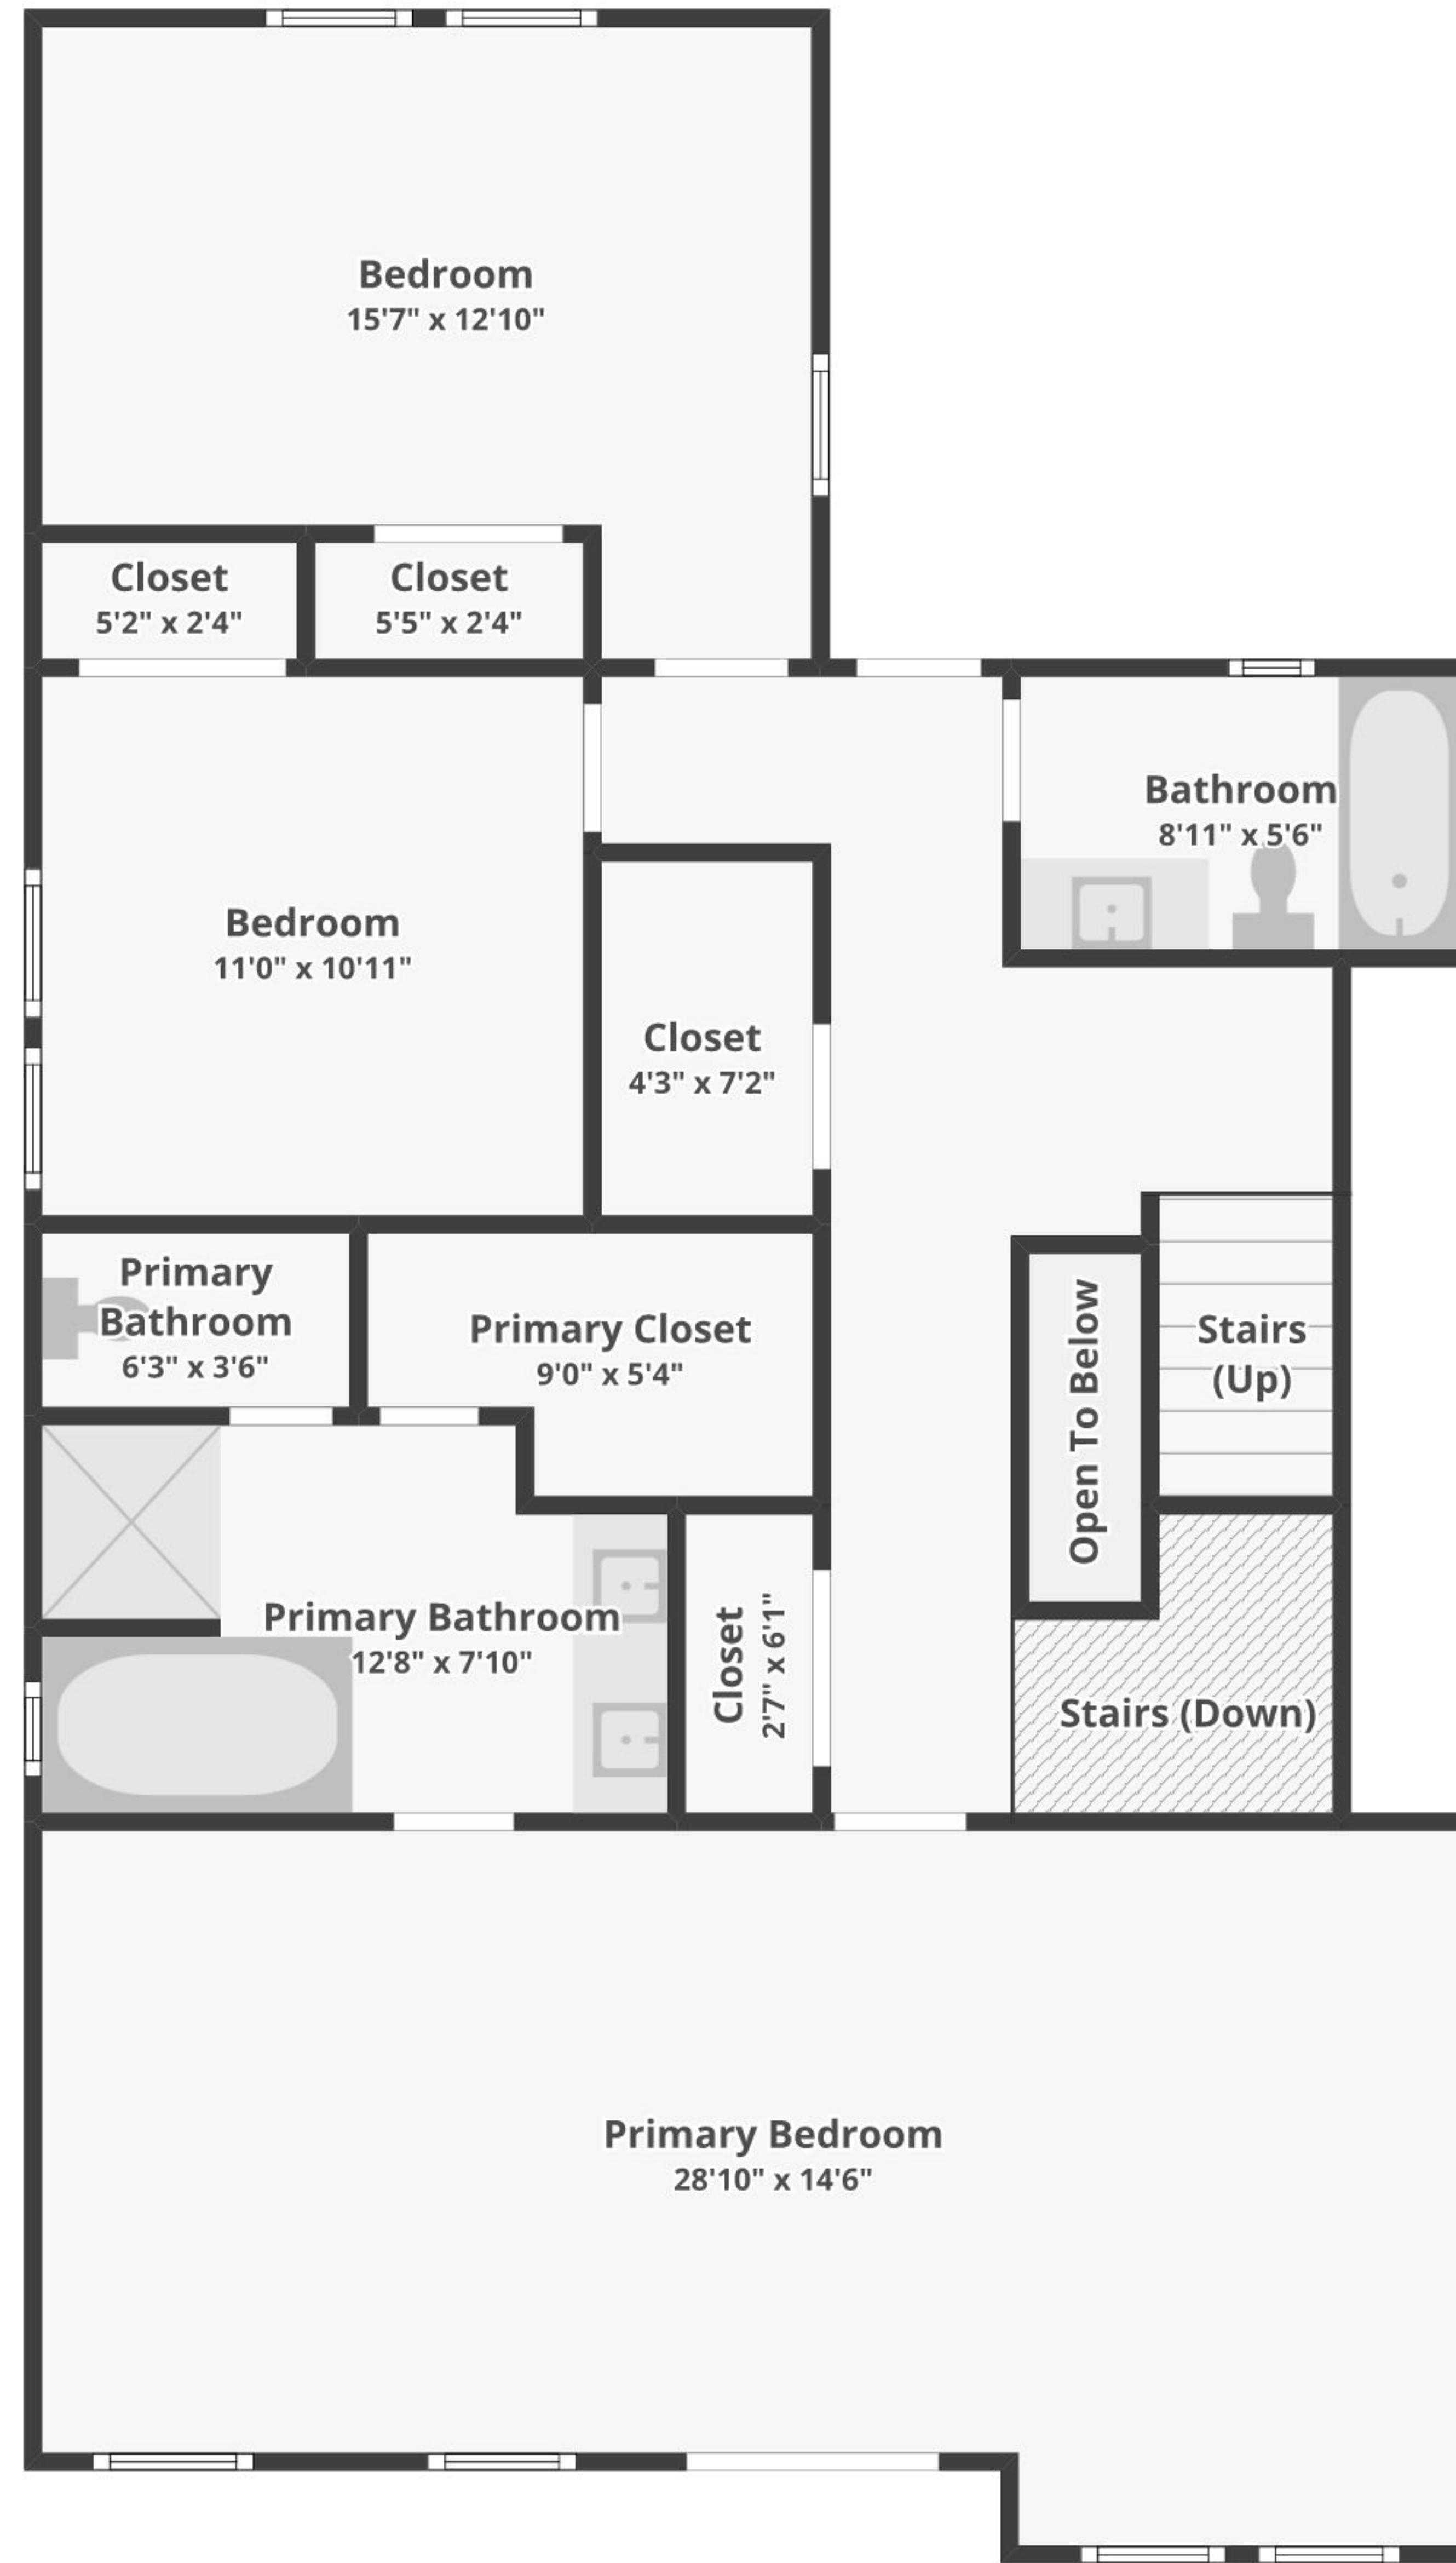 Bedroom
15'7" x 12'10"
Closet
5'2" x 2'4"
Closet
5'5" x 2'4"
Bathroom
8'11" x 5'6"
Bedroom
11'0" x 10'11"
Closet
4'3" x 7'2"
Primary
Bathroom
6'3" x 3'6"
Primary Closet
9'0" x 5'4"
Open To Below
Stairs
(Up)
Primary Bathroom
12'8" x 7'10"
Closet
2'7" x 6'1"
Stairs (Down)
Primary Bedroom
28'10" x 14'6"